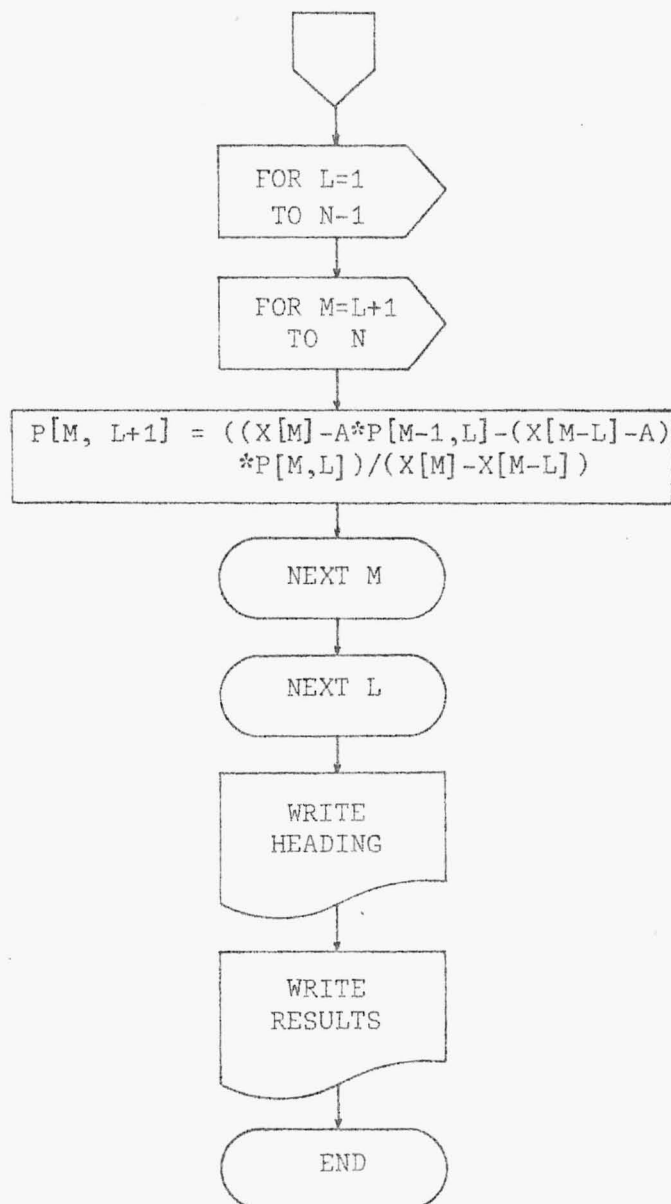 FOR L=1
TO N-1
FOR M=L+1
TO N
P[M, L+1] = ((X[M]-A*P[M-1,L]-(X[M-L]-A)
*P[M,L])/(X[M]-X[M-L])
NEXT M
NEXT L
WRITE
HEADING
WRITE
RESULTS
END